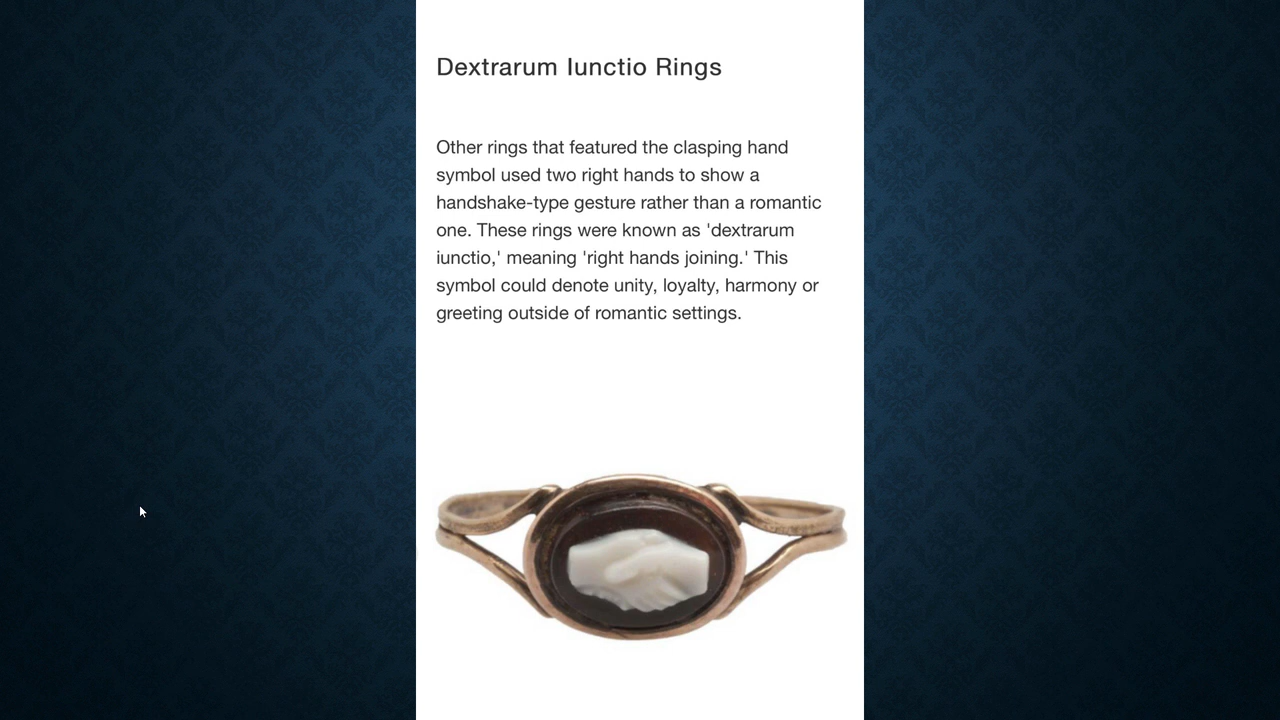 Dextrarum Iunctio Rings
Other rings that featured the clasping hand
symbol used two right hands to show a
handshake-type gesture rather than a romantic
one. These rings were known as 'dextrarum
iunctio,' meaning 'right hands joining.' This
symbol could denote unity, loyalty, harmony or
greeting outside of romantic settings.